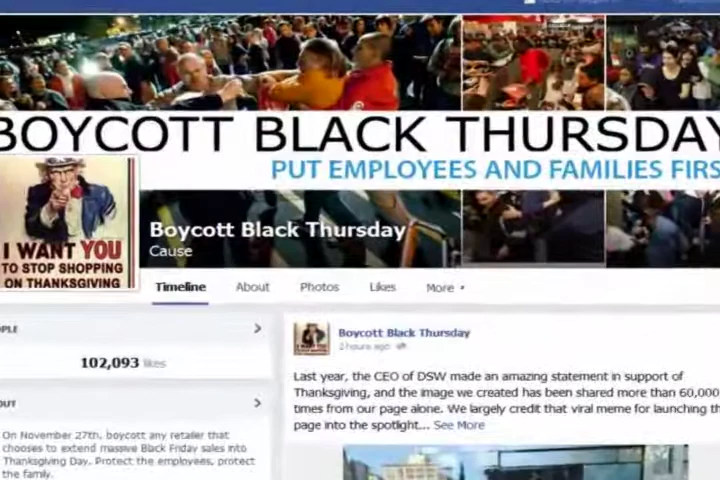 BOYCOTT BLACK THURSDAY
PUT EMPLOYEES AND FAMILIES FIRS
I WANT YOU
TO STOP SHOPPING
ON THANKSGIVING
Boycott Black Thursday
Cause
Timeline
About
Photos
Likes
More
OPLE
102,093 likes
OUT
On November 27th, boycott any retailer that
chooses to extend massive Black Friday sales into
Thanksgiving Day. Protect the employees, protect
the family.
Boycott Black Thursday
2 hours ago
Last year, the CEO of DSW made an amazing statement in support of
Thanksgiving, and the image we created has been shared more than 60,000
times from our page alone. We largely credit that viral meme for launching th
page into the spotlight... See More